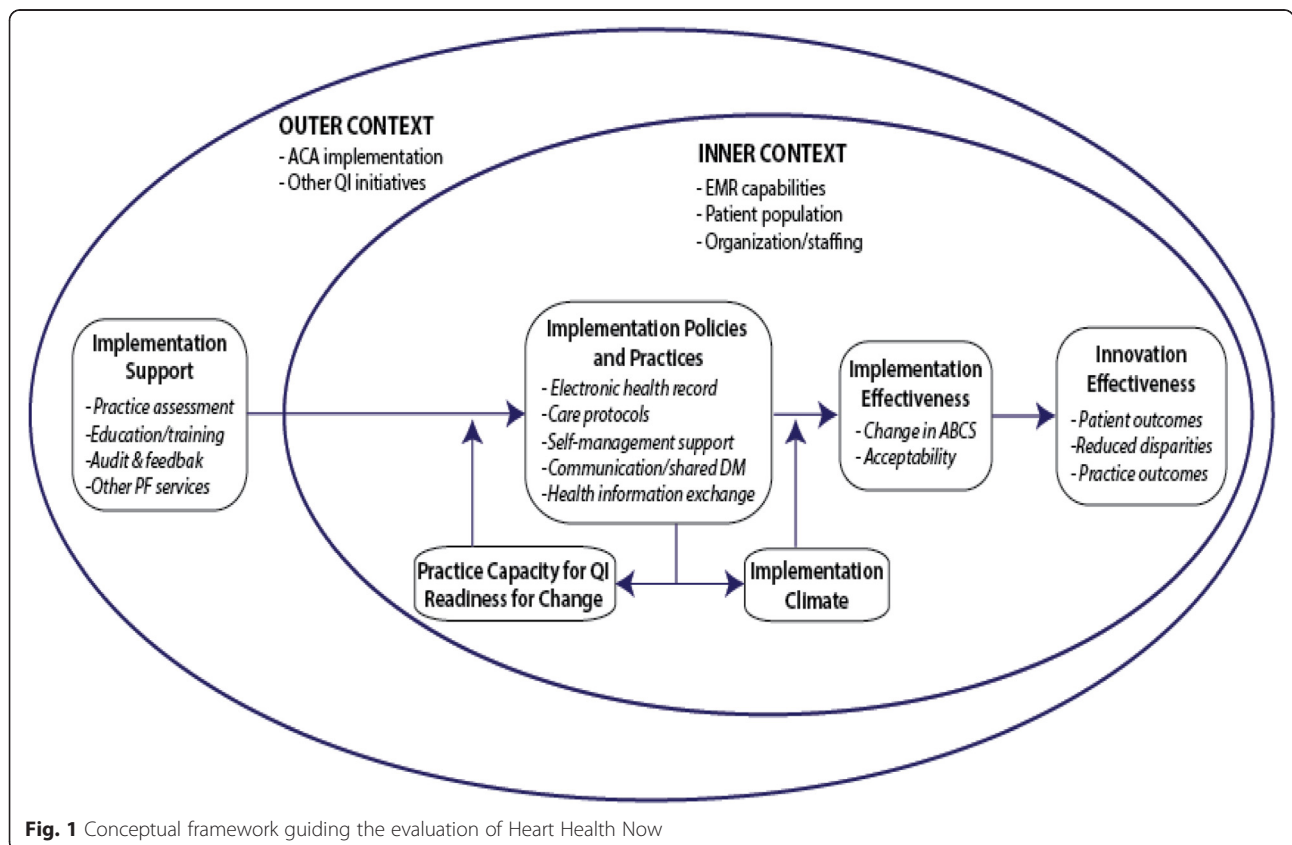 OUTER CONTEXT
- ACA implementation
- Other QI initiatives
INNER CONTEXT
- EMR capabilities
- Patient population
- Organization/staffing
Implementation
Support
-Practice assessment
-Education/training
-Audit & feedbak
-Other PF services
Implementation Policies
and Practices
-Electronic health record
-Care protocols
-Self-management support
-Communication/shared DM
-Health information exchange
Implementation
Effectiveness
-Change in ABCS
-Acceptability
Innovation
Effectiveness
-Patient outcomes
-Reduced disparities
-Practice outcomes
Practice Capacity for QI
Readiness for Change
Implementation
Climate
Fig. 1 Conceptual framework guiding the evaluation of Heart Health Now